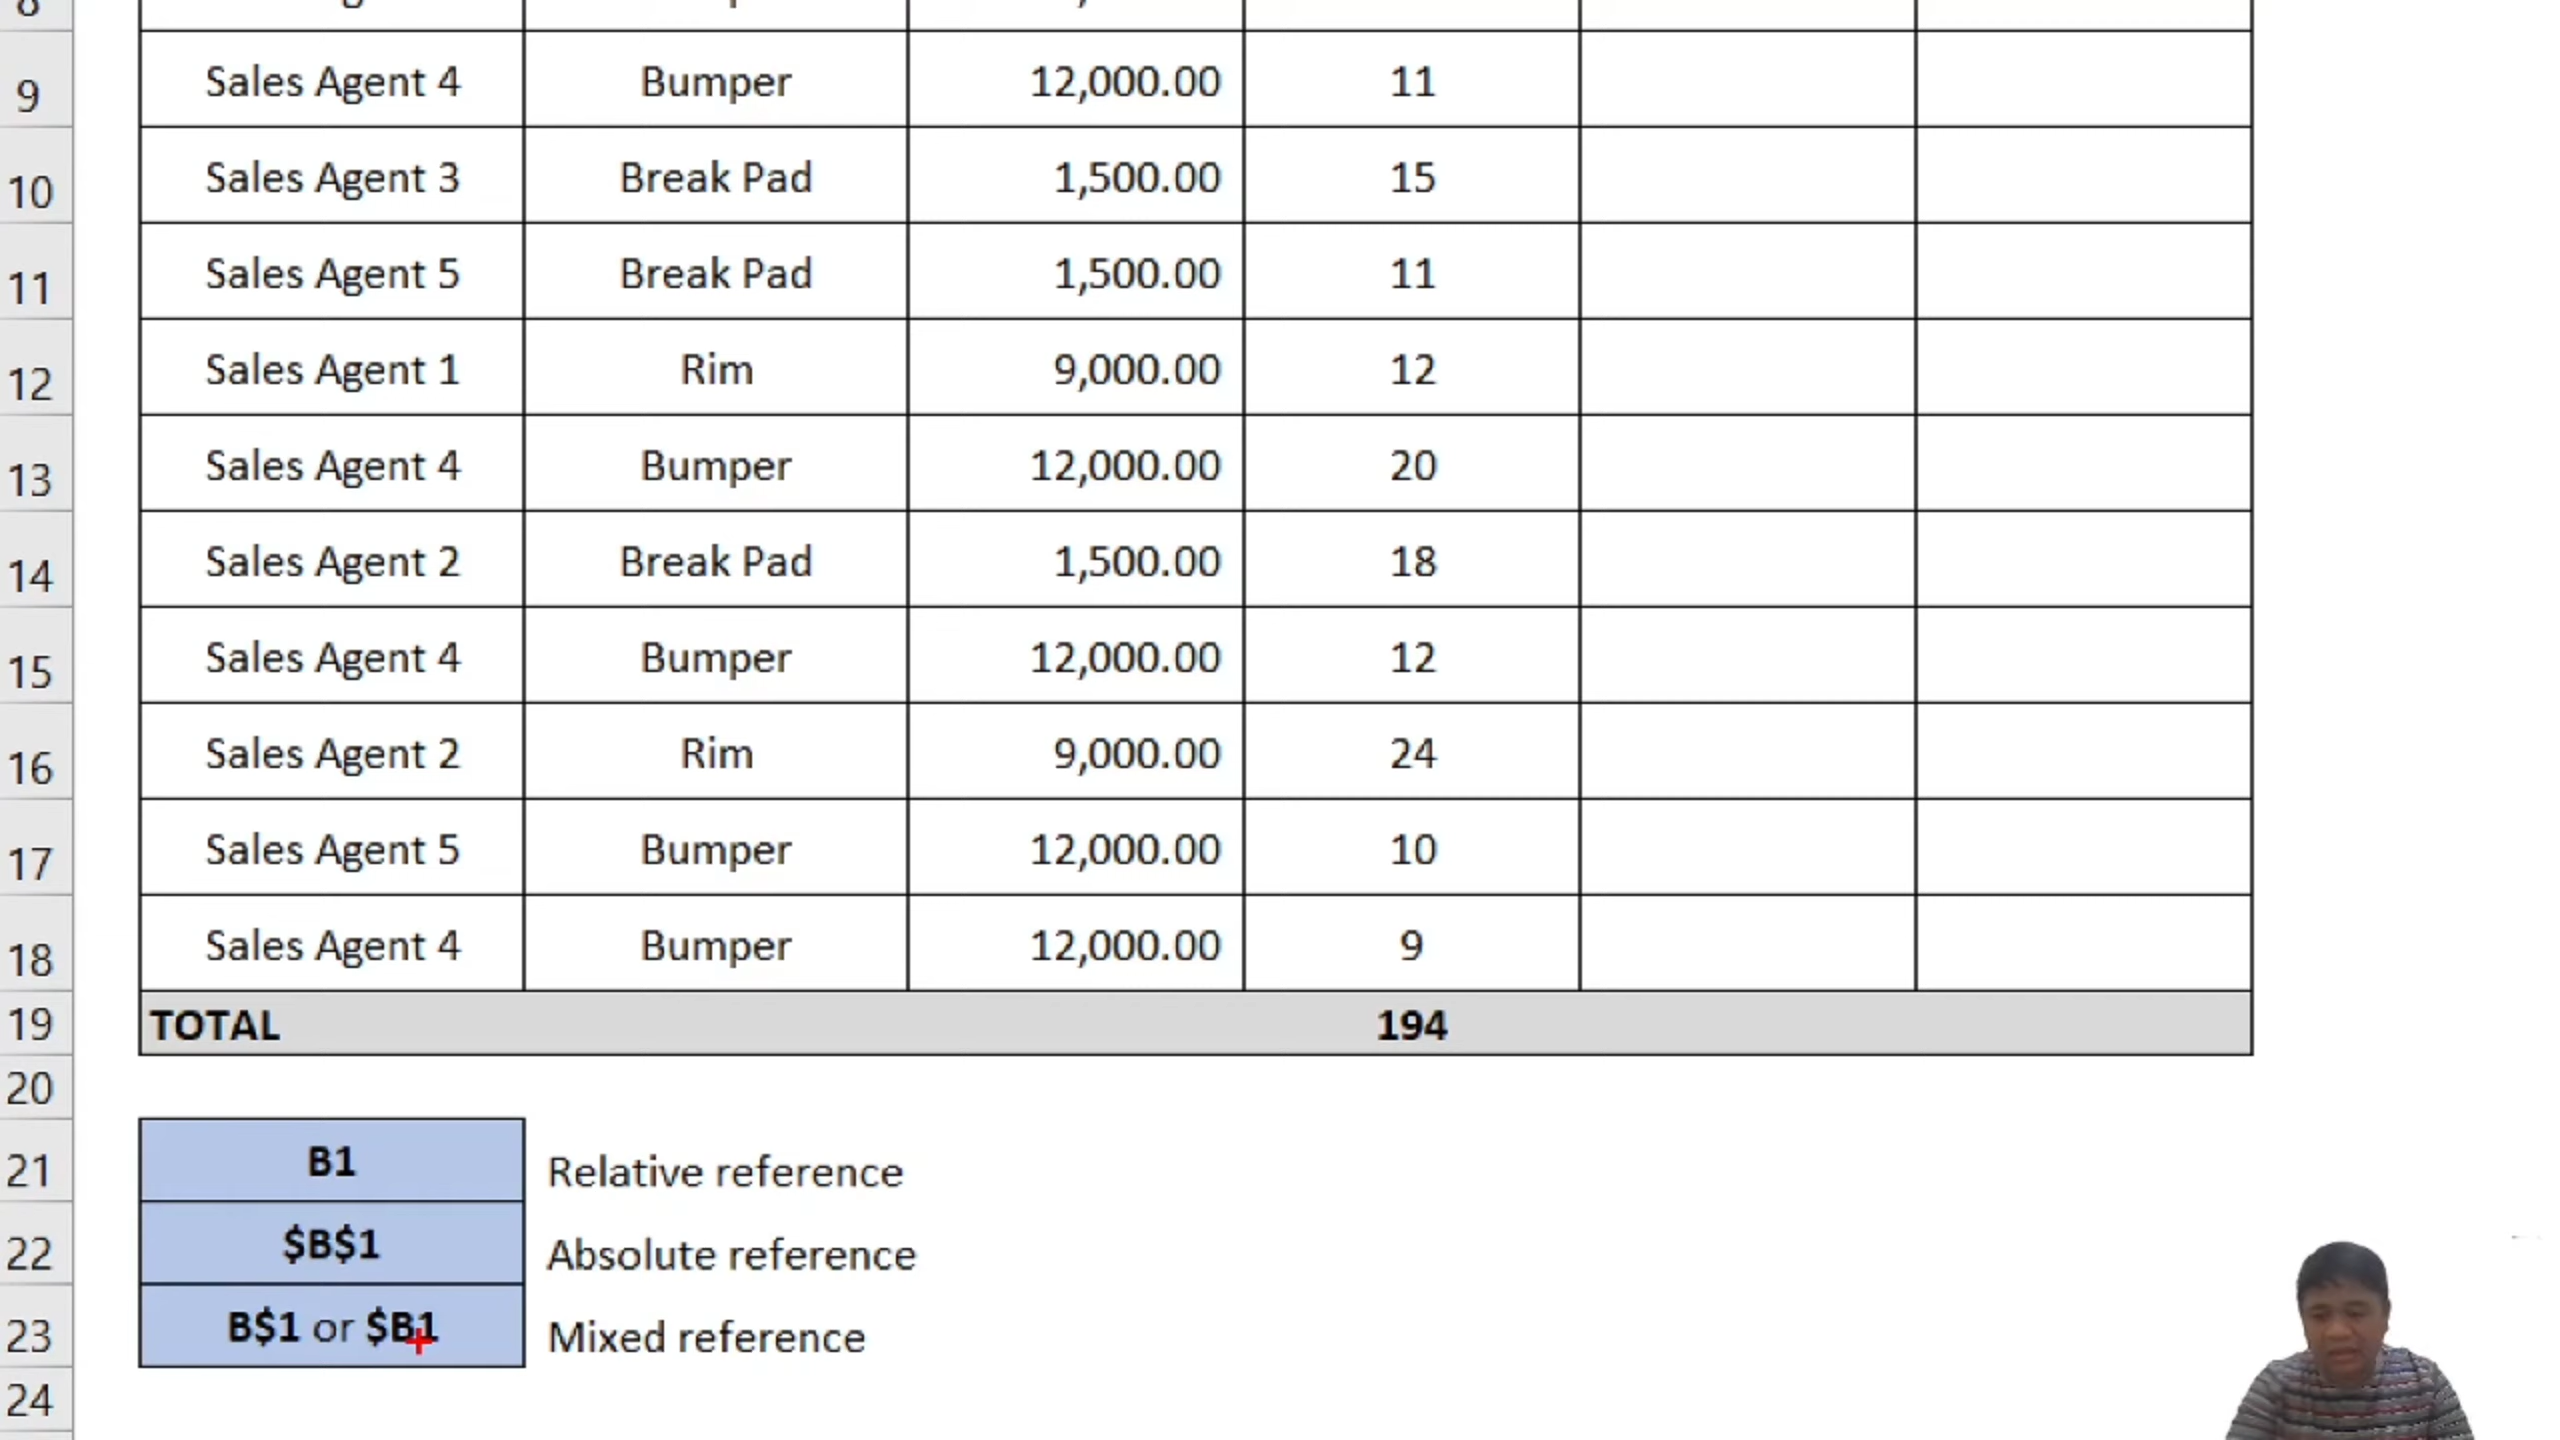 9 Sales Agent 4 Bumper 12,000.00 11
10 Sales Agent 3 Break Pad 1,500.00 15
11 Sales Agent 5 Break Pad 1,500.00 11
12 Sales Agent 1 Rim 9,000.00 12
13 Sales Agent 4 Bumper 12,000.00 20
14 Sales Agent 2 Break Pad 1,500.00 18
15 Sales Agent 4 Bumper 12,000.00 12
16 Sales Agent 2 Rim 9,000.00 24
17 Sales Agent 5 Bumper 12,000.00 10
18 Sales Agent 4 Bumper 12,000.00 9
19 TOTAL 194
20
21 B1 Relative reference
22 $B$1 Absolute reference
23 B$1 or $B1 Mixed reference
24